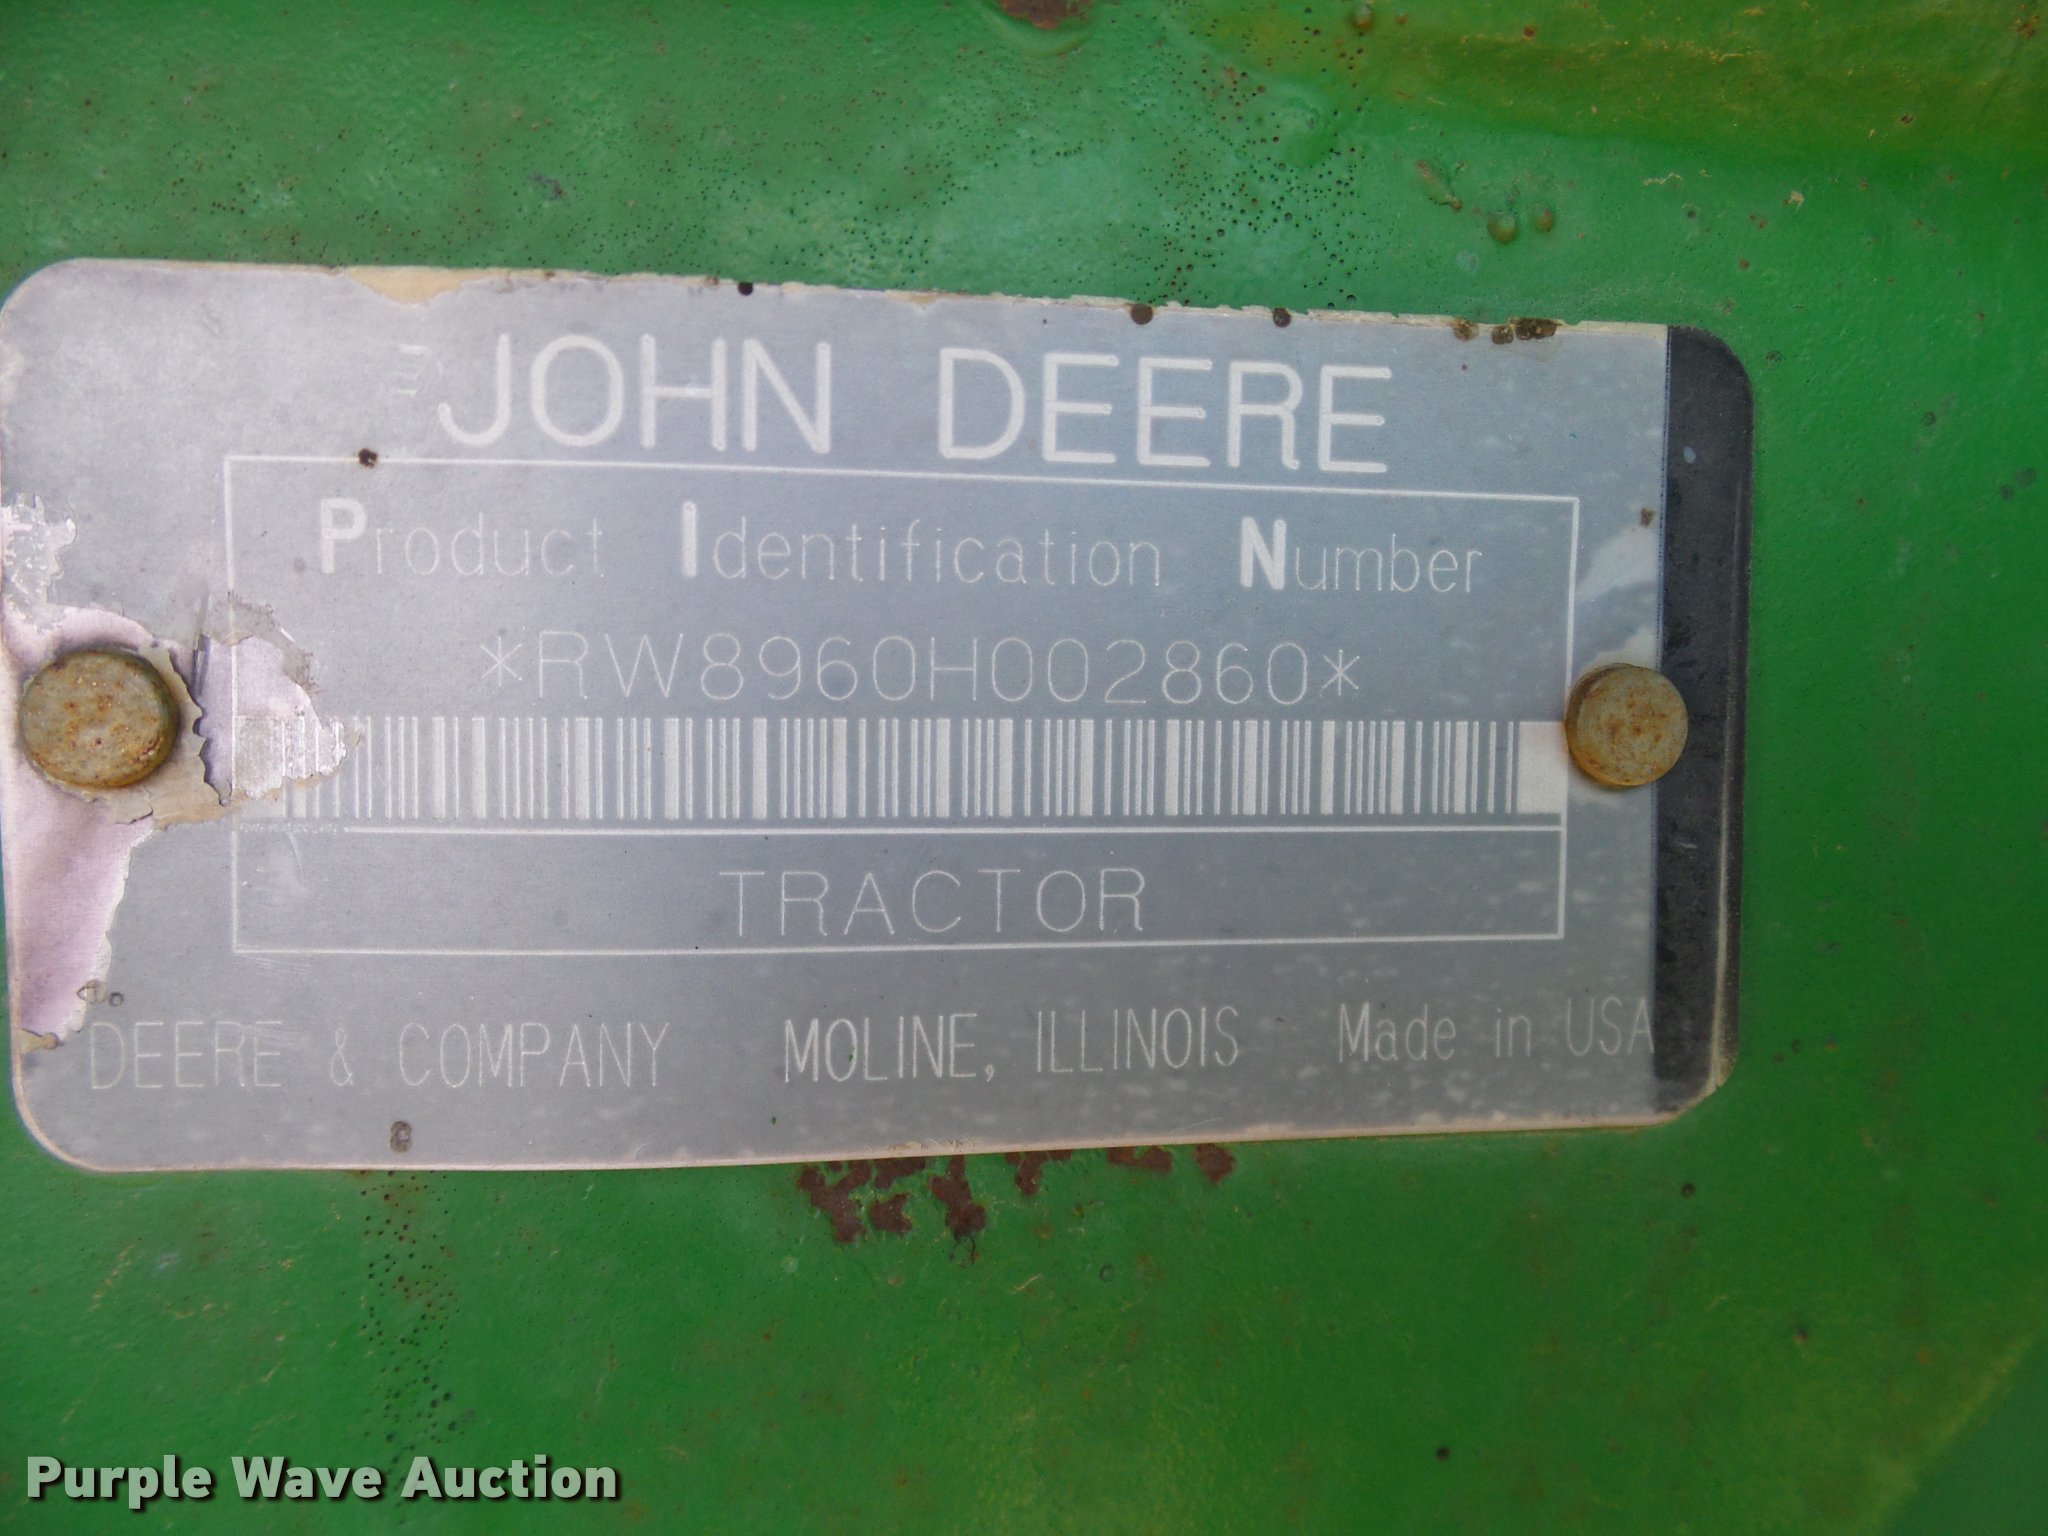 JOHN DEERE
Product Identification Number
*RW8960H002860*
TRACTOR
DEERE & COMPANY MOLINE, ILLINOIS Made in USA
Purple Wave Auction